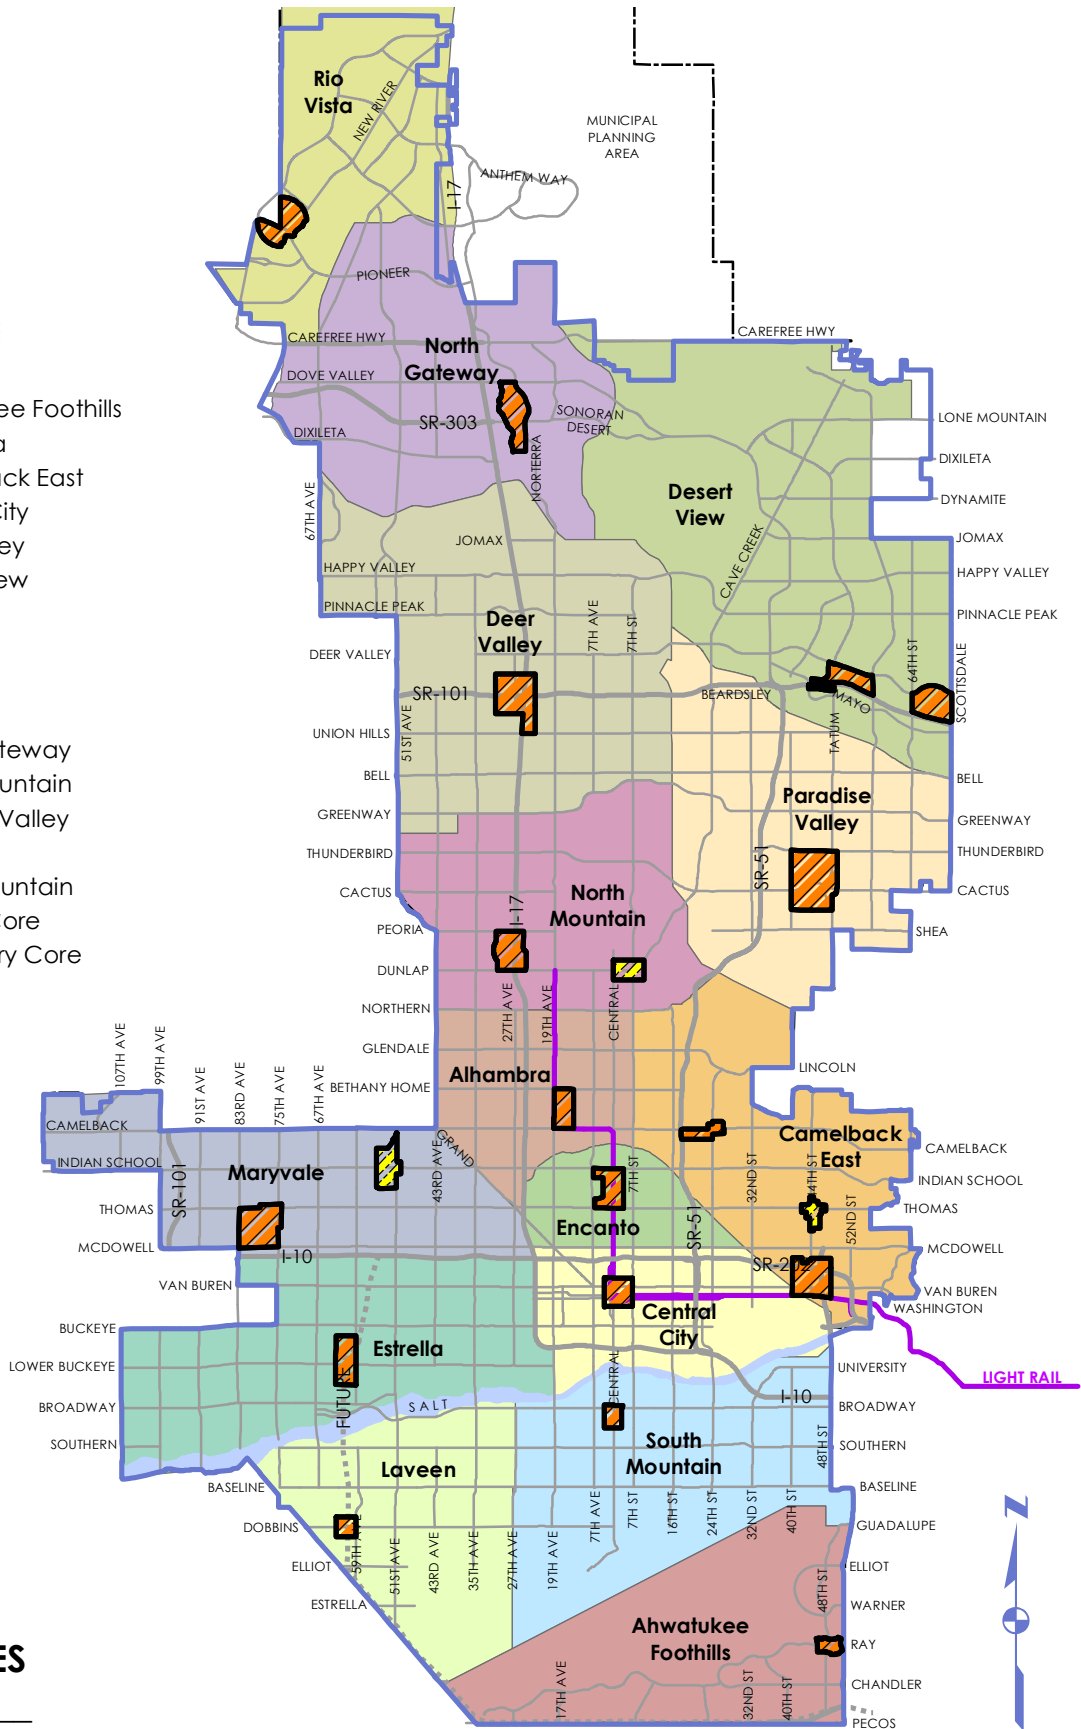 Rio
Vista
NEW RIVER
MUNICIPAL
PLANNING
AREA
ANTHEM WAY
I-17
PIONEER
CAREFREE HWY
CAREFREE HWY
North
Gateway
DOVE VALLEY
SONORAN
DESERT
SR-303
DIXILETA
NORTERRA
LONE MOUNTAIN
DIXILETA
DYNAMITE
JOMAX
HAPPY VALLEY
PINNACLE PEAK
ee Foothills
a
ack East
City
ley
ew
teway
untain
Valley
untain
Core
ry Core
67TH AVE
Desert
View
CAVE CREEK
JOMAX
HAPPY VALLEY
PINNACLE PEAK
Deer
Valley
7TH AVE
7TH ST
DEER VALLEY
SR-101
BEARDSLEY
MAYO
64TH ST
SCOTTSDALE
TATUM
51ST AVE
UNION HILLS
BELL
BELL
GREENWAY
GREENWAY
Paradise
Valley
THUNDERBIRD
THUNDERBIRD
SR-51
CACTUS
CACTUS
North
Mountain
I-17
PEORIA
SHEA
DUNLAP
NORTHERN
27TH AVE
19TH AVE
CENTRAL
GLENDALE
LINCOLN
Alhambra
BETHANY HOME
107TH AVE
99TH AVE
91ST AVE
83RD AVE
75TH AVE
67TH AVE
CAMELBACK
INDIAN SCHOOL
SR-101
Maryvale
43RD AVE
GRAND
7TH ST
Camelback
East
32ND ST
44TH ST
52ND ST
CAMELBACK
INDIAN SCHOOL
THOMAS
THOMAS
Encanto
SR-51
MCDOWELL
MCDOWELL
I-10
SR-202
VAN BUREN
VAN BUREN
WASHINGTON
Central
City
BUCKEYE
Estrella
LOWER BUCKEYE
UNIVERSITY
LIGHT RAIL
FUTURE
CENTRAL
I-10
BROADWAY
BROADWAY
SALT
SOUTHERN
SOUTHERN
South
Mountain
48TH ST
Laveen
BASELINE
BASELINE
7TH AVE
7TH ST
16TH ST
24TH ST
32ND ST
40TH ST
DOBBINS
GUADALUPE
59TH AVE
51ST AVE
43RD AVE
35TH AVE
27TH AVE
19TH AVE
ELLIOT
ELLIOT
48TH ST
ESTRELLA
WARNER
Ahwatukee
Foothills
RAY
17TH AVE
32ND ST
40TH ST
CHANDLER
PECOS
ES
N